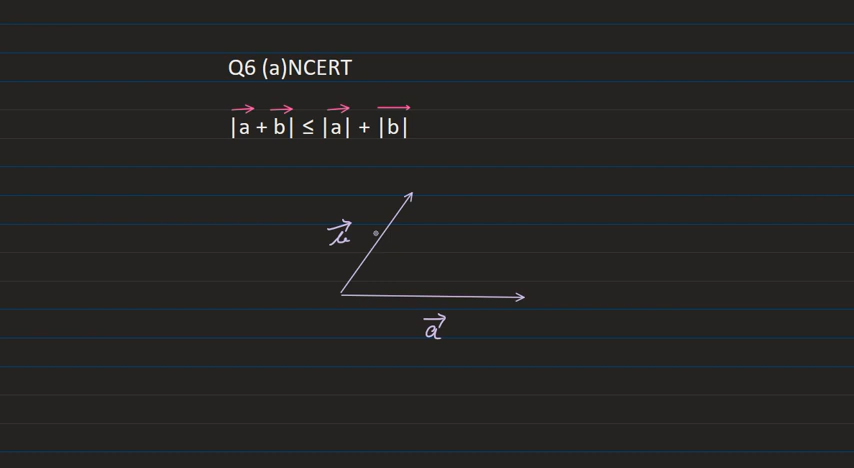 Q6 (a)NCERT
|a⃗ + b⃗| ≤ |a⃗| + |b⃗|
b⃗
a⃗